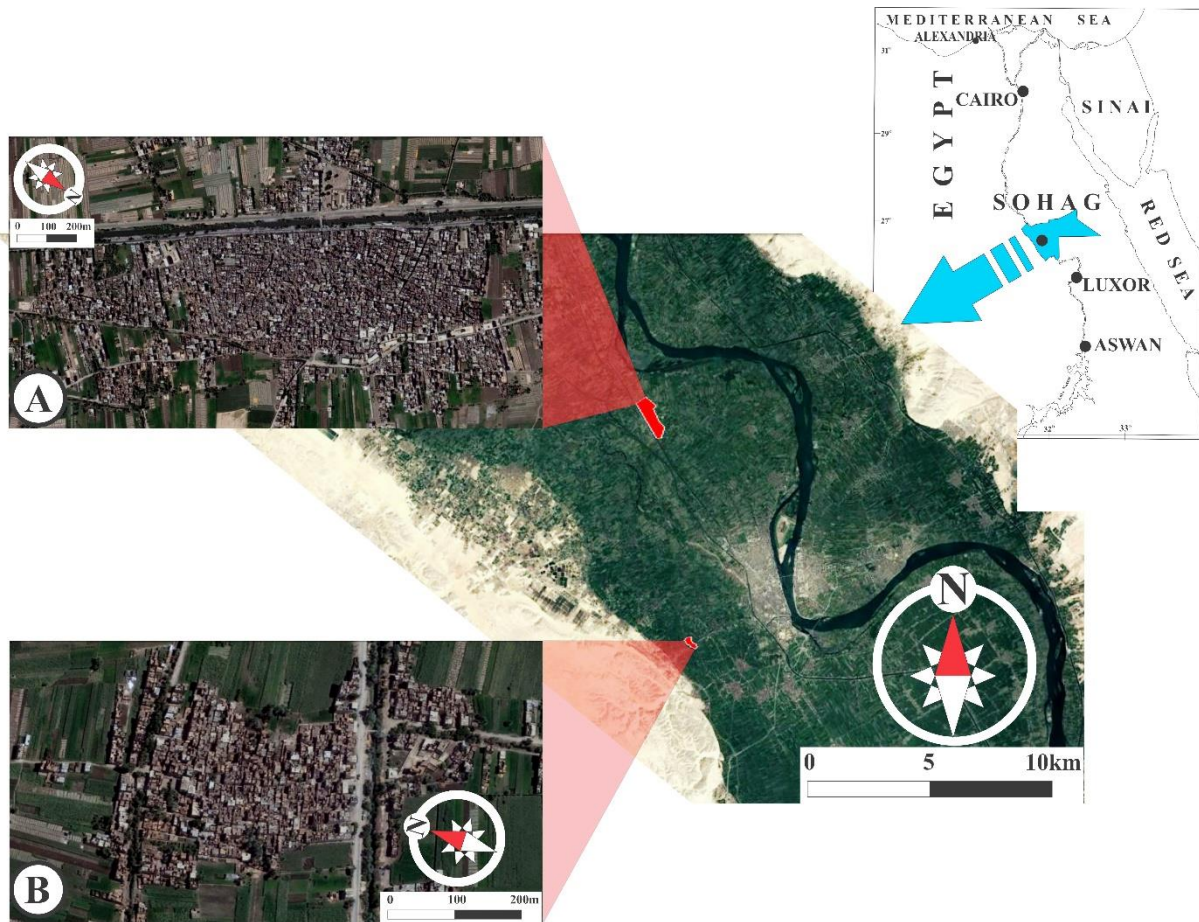 MEDITERRANEAN SEA
ALEXANDRIA
31°
CAIRO
SINAI
29°
EGYPT
SOHAG
27°
RED SEA
LUXOR
ASWAN
32° 33°
N
0 100 200m
A
N
0 5 10km
N
0 100 200m
B